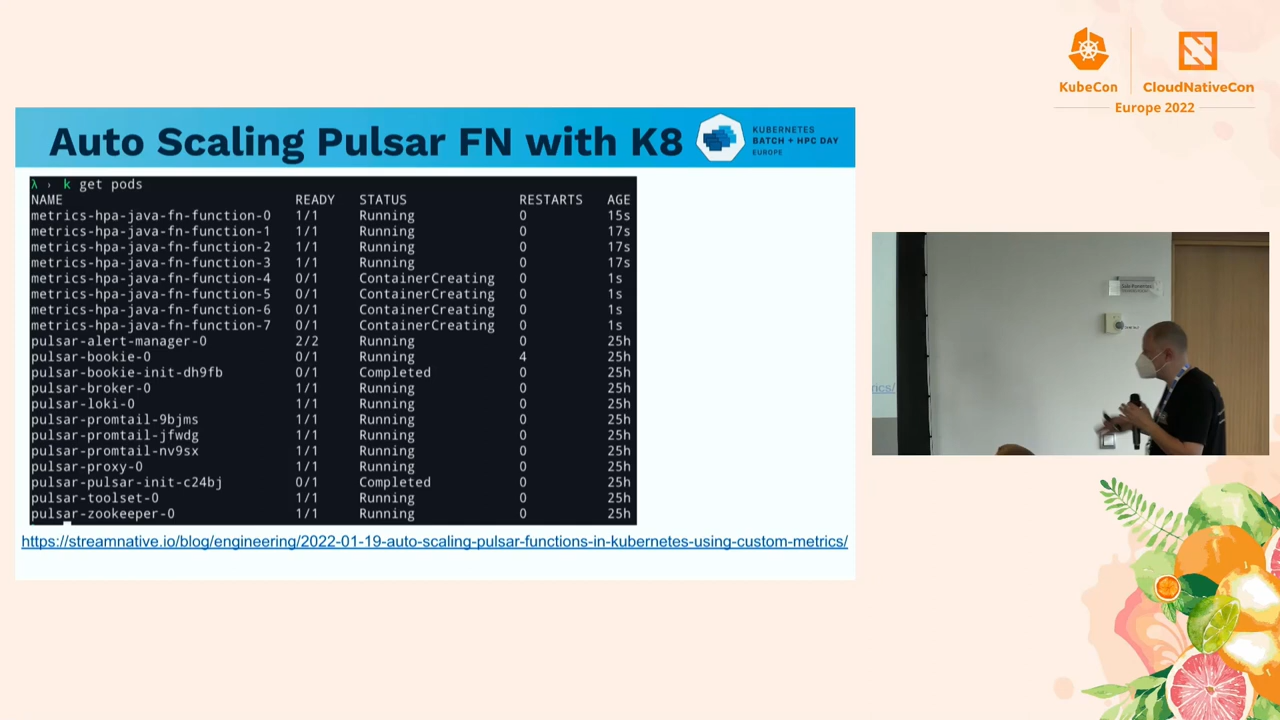 KubeCon
CloudNativeCon
Europe 2022
Auto Scaling Pulsar FN with K8
KUBERNETES
BATCH + HPC DAY
EUROPE
λ › k get pods
NAME READY STATUS RESTARTS AGE
metrics-hpa-java-fn-function-0 1/1 Running 0 15s
metrics-hpa-java-fn-function-1 1/1 Running 0 17s
metrics-hpa-java-fn-function-2 1/1 Running 0 17s
metrics-hpa-java-fn-function-3 1/1 Running 0 17s
metrics-hpa-java-fn-function-4 0/1 ContainerCreating 0 1s
metrics-hpa-java-fn-function-5 0/1 ContainerCreating 0 1s
metrics-hpa-java-fn-function-6 0/1 ContainerCreating 0 1s
metrics-hpa-java-fn-function-7 0/1 ContainerCreating 0 1s
pulsar-alert-manager-0 2/2 Running 0 25h
pulsar-bookie-0 0/1 Running 4 25h
pulsar-bookie-init-dh9fb 0/1 Completed 0 25h
pulsar-broker-0 1/1 Running 0 25h
pulsar-loki-0 1/1 Running 0 25h
pulsar-promtail-9bjms 1/1 Running 0 25h
pulsar-promtail-jfwdg 1/1 Running 0 25h
pulsar-promtail-nv9sx 1/1 Running 0 25h
pulsar-proxy-0 1/1 Running 0 25h
pulsar-pulsar-init-c24bj 0/1 Completed 0 25h
pulsar-toolset-0 1/1 Running 0 25h
pulsar-zookeeper-0 1/1 Running 0 25h
https://streamnative.io/blog/engineering/2022-01-19-auto-scaling-pulsar-functions-in-kubernetes-using-custom-metrics/
rics/